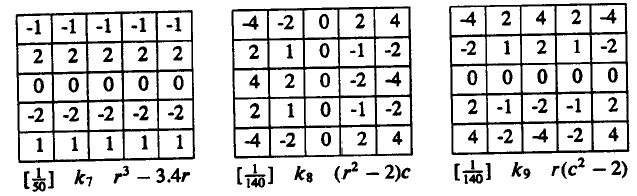 -1 -1 -1 -1 -1
2 2 2 2 2
0 0 0 0 0
-2 -2 -2 -2 -2
1 1 1 1 1
[1/50] k₇ r³ − 3.4r
-4 -2 0 2 4
2 1 0 -1 -2
4 2 0 -2 -4
2 1 0 -1 -2
-4 -2 0 2 4
[1/140] k₈ (r² − 2)c
-4 2 4 2 -4
-2 1 2 1 -2
0 0 0 0 0
2 -1 -2 -1 2
4 -2 -4 -2 4
[1/140] k₉ r(c² − 2)